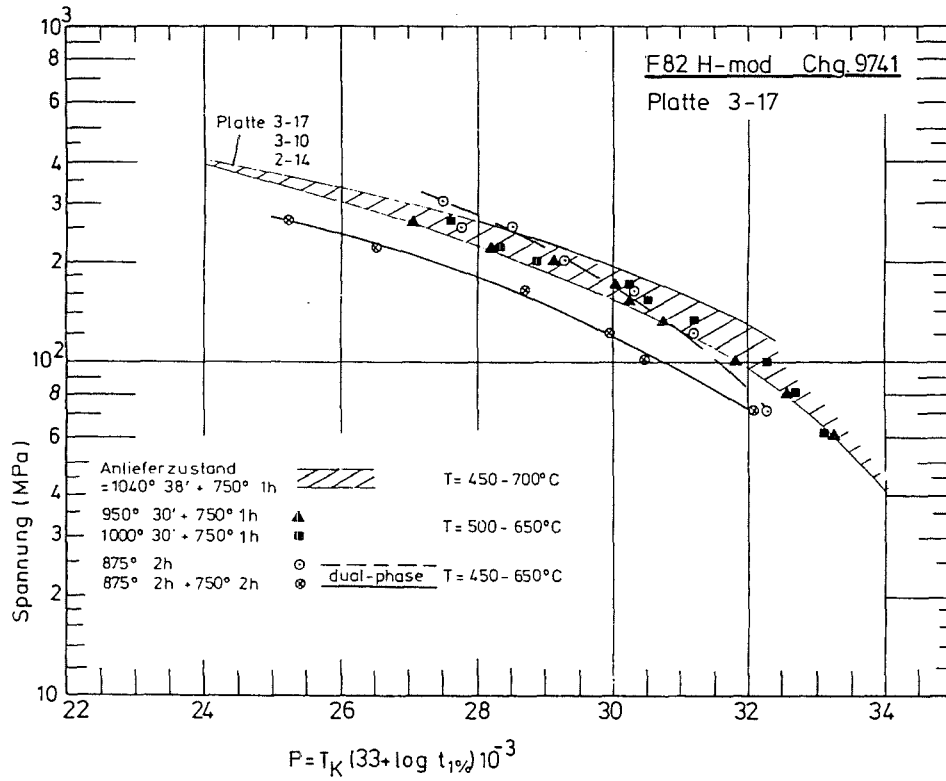 10³
8
6
4
3
2
10²
8
6
4
3
2
10
22 24 26 28 30 32 34
Spannung (MPa)
P = T_K (33 + log t_1%) 10⁻³
F82 H-mod Chg. 9741
Platte 3-17
Platte 3-17
3-10
2-14
Anlieferzustand
=1040° 38' + 750° 1h T= 450-700°C
950° 30' + 750° 1h T= 500-650°C
1000° 30' + 750° 1h
875° 2h
dual-phase T= 450-650°C
875° 2h + 750° 2h